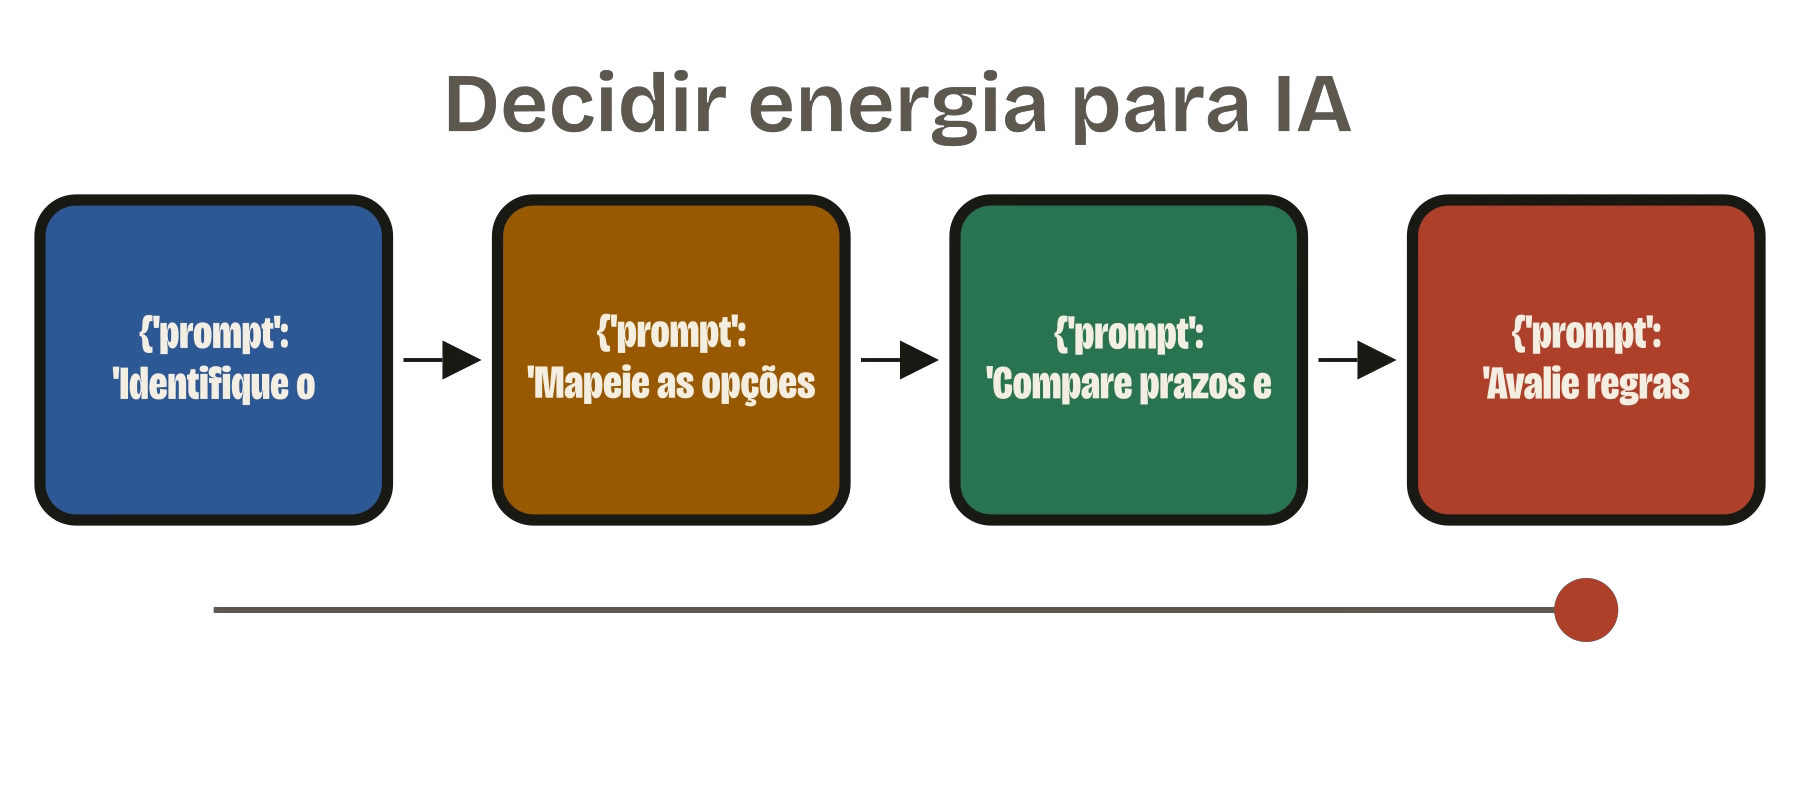 Decidir energia para IA
{'prompt':
'Identifique o
{'prompt':
'Mapeie as opções
{'prompt':
'Compare prazos e
{'prompt':
'Avalie regras